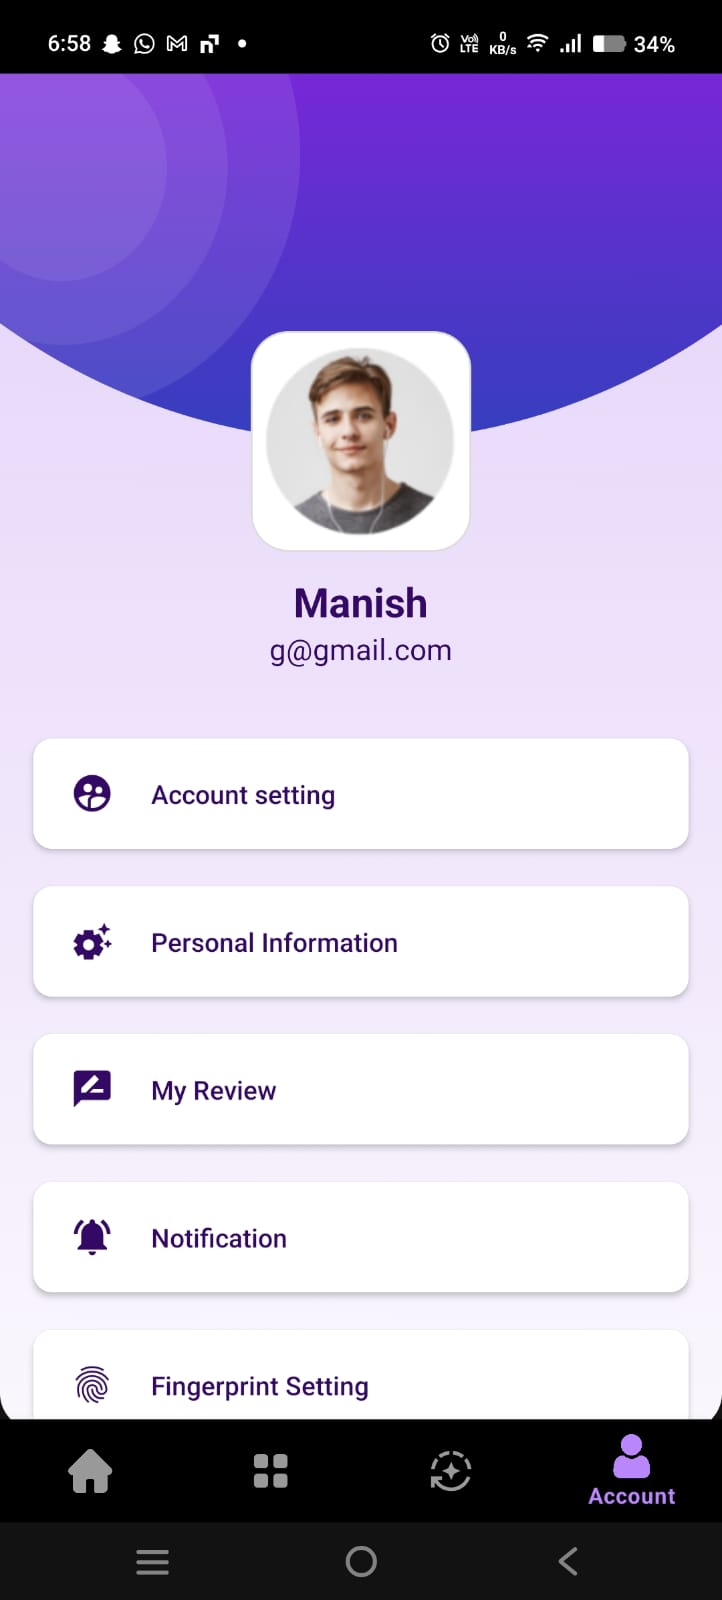 6:58 Vo) LTE 0 KB/s 34%
Manish
g@gmail.com
Account setting
Personal Information
My Review
Notification
Fingerprint Setting
Account